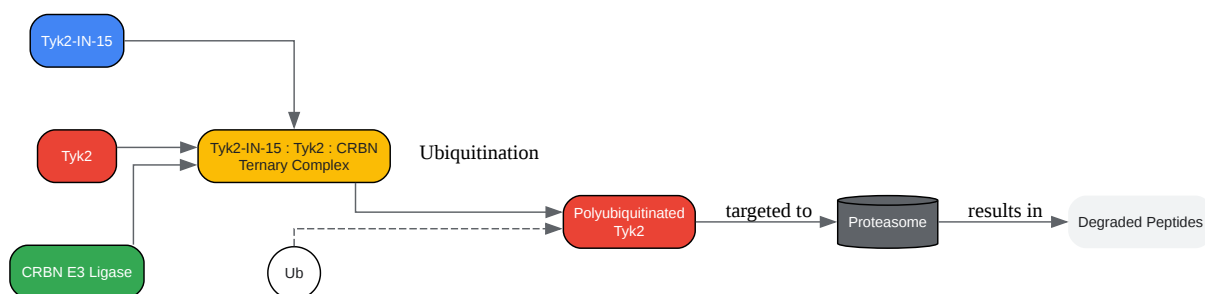 Tyk2-IN-15
Tyk2
CRBN E3 Ligase
Tyk2-IN-15 : Tyk2 : CRBN
Ternary Complex
Ubiquitination
Ub
Polyubiquitinated
Tyk2
targeted to
Proteasome
results in
Degraded Peptides